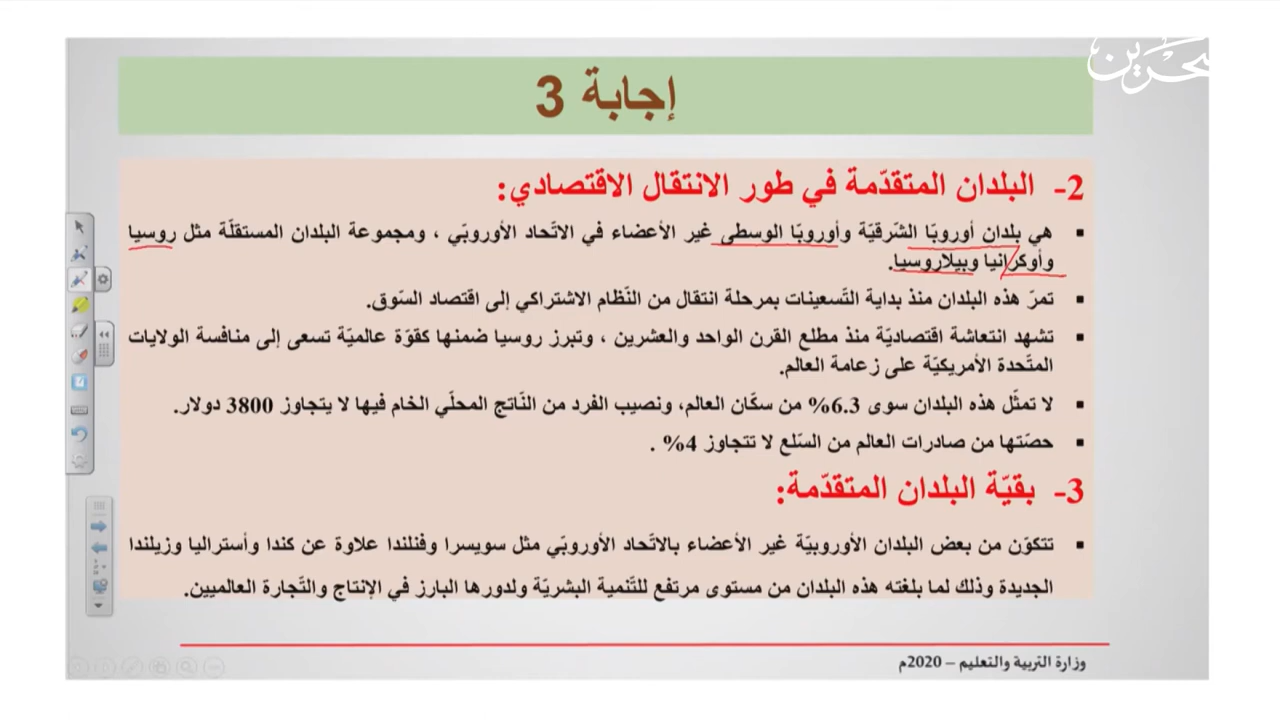 البحرين
إجابة 3
2- البلدان المتقدّمة في طور الانتقال الاقتصادي:
▪ هي بلدان أوروبّا الشّرقيّة وأوروبّا الوسطى غير الأعضاء في الاتّحاد الأوروبّي ، ومجموعة البلدان المستقلّة مثل روسيا
وأوكرانيا وبيلاروسيا.
▪ تمرّ هذه البلدان منذ بداية التّسعينات بمرحلة انتقال من النّظام الاشتراكي إلى اقتصاد السّوق.
▪ تشهد انتعاشة اقتصاديّة منذ مطلع القرن الواحد والعشرين ، وتبرز روسيا ضمنها كقوّة عالميّة تسعى إلى منافسة الولايات
المتّحدة الأمريكيّة على زعامة العالم.
▪ لا تمثّل هذه البلدان سوى 6.3% من سكّان العالم، ونصيب الفرد من النّاتج المحلّي الخام فيها لا يتجاوز 3800 دولار.
▪ حصّتها من صادرات العالم من السّلع لا تتجاوز 4% .
3- بقيّة البلدان المتقدّمة:
▪ تتكوّن من بعض البلدان الأوروبيّة غير الأعضاء بالاتّحاد الأوروبّي مثل سويسرا وفنلندا علاوة عن كندا وأستراليا وزيلندا
الجديدة وذلك لما بلغته هذه البلدان من مستوى مرتفع للتّنمية البشريّة ولدورها البارز في الإنتاج والتّجارة العالميين.
وزارة التربية والتعليم – 2020م